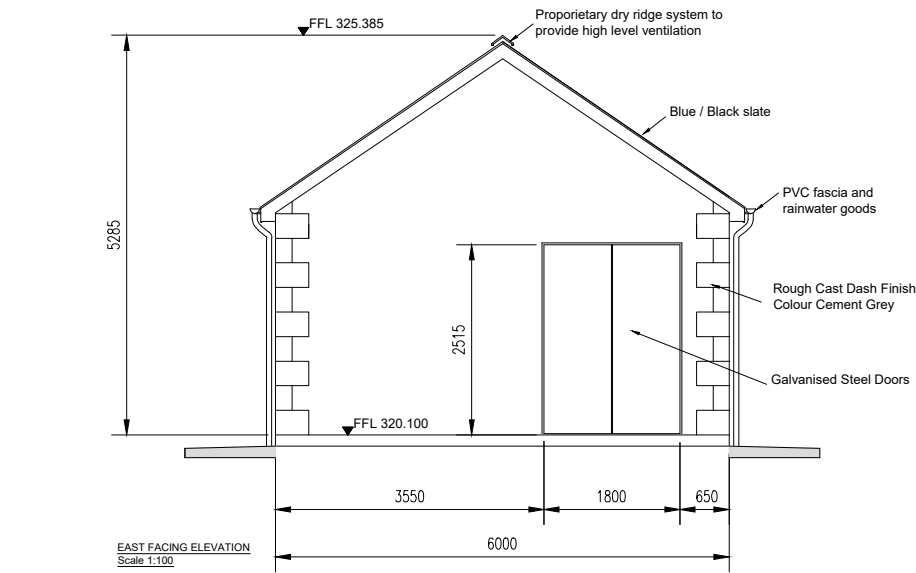 FFL 325.385
Proporietary dry ridge system to
provide high level ventilation
Blue / Black slate
PVC fascia and
rainwater goods
5285
2515
Rough Cast Dash Finish
Colour Cement Grey
Galvanised Steel Doors
FFL 320.100
3550
1800
650
6000
EAST FACING ELEVATION
Scale 1:100